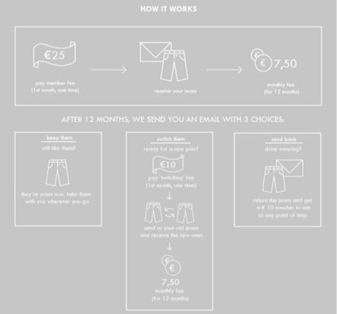 HOW IT WORKS
€25
€ 7,50
pay member fee
(1st month, one time)
receive your jeans
monthly fee
(for 12 months)
AFTER 12 MONTHS, WE SEND YOU AN EMAIL WITH 3 CHOICES:
keep them
still like them?
they're yours now take them
with you wherever you go
switch them
ready for a new pair?
€10
pay 'switching' fee
(1st month, one time)
send us your old jeans
and receive the new ones
€
7,50
monthly fee
(for 12 months)
send back
done wearing?
return the jeans and get
a € 10 voucher to use
at any point of time